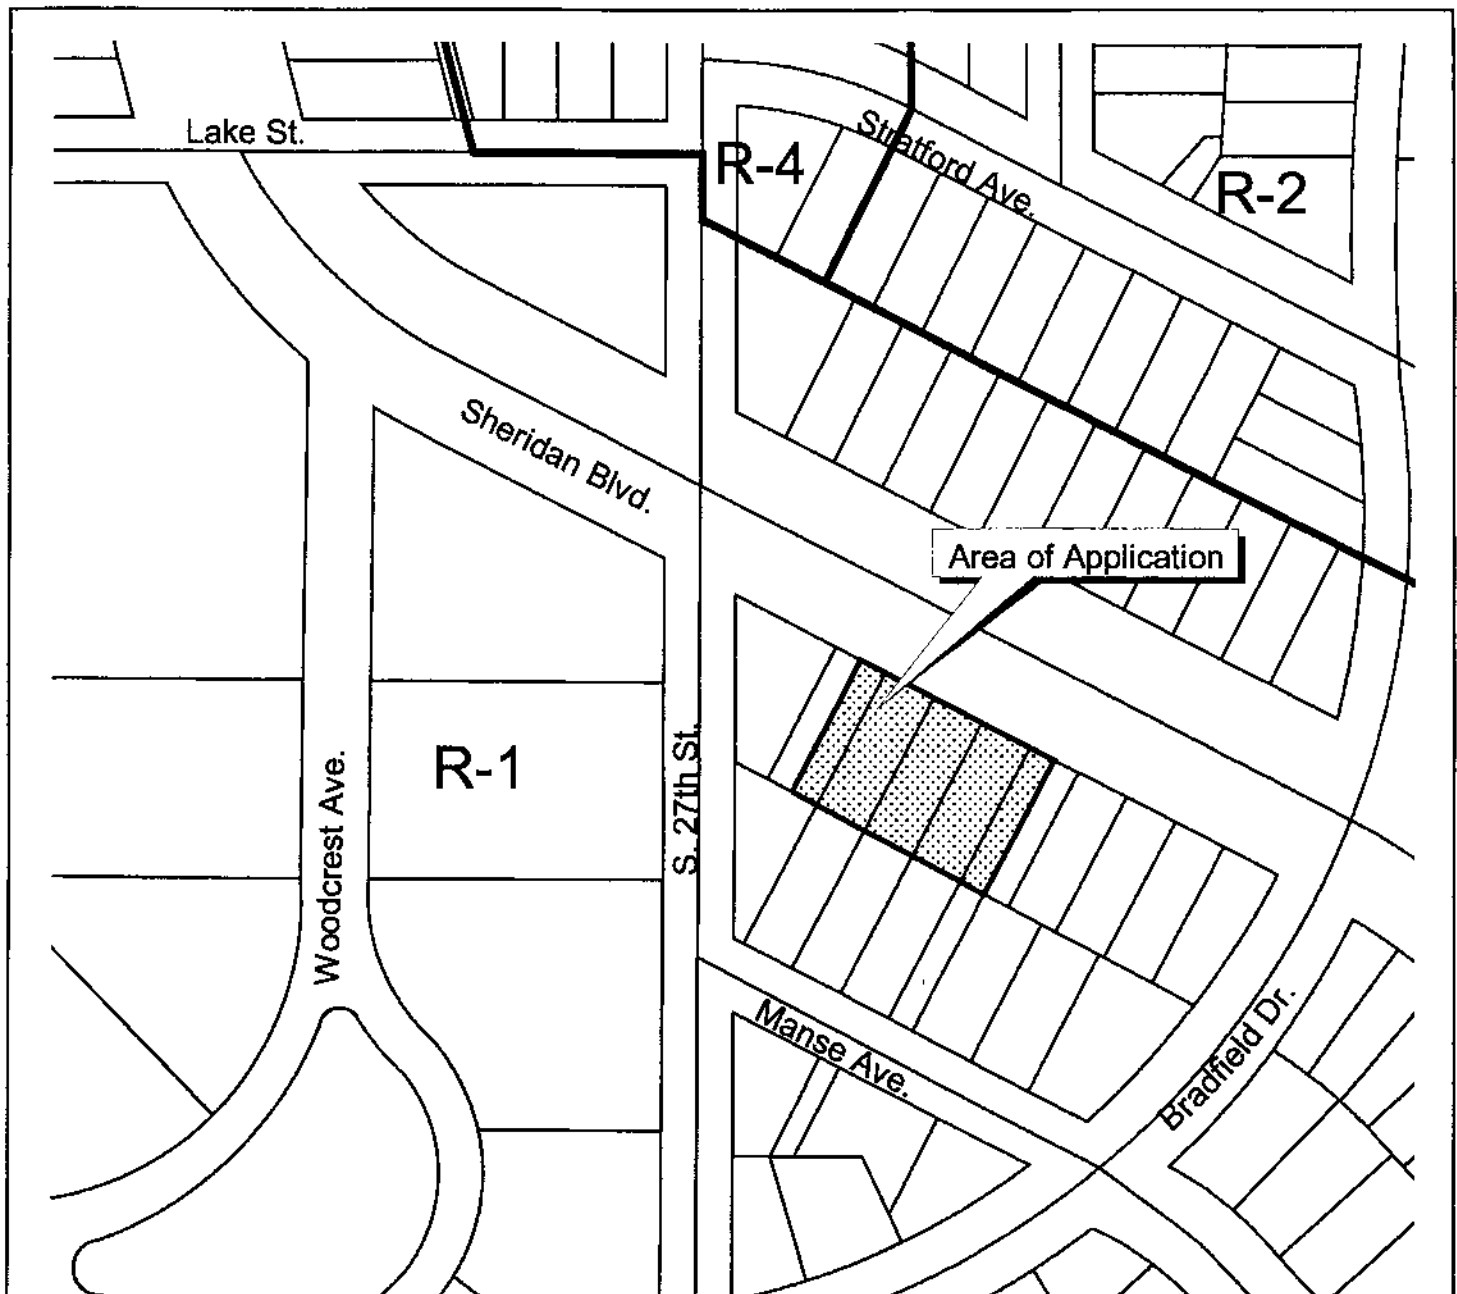 Lake St.
R-4
Stratford Ave.
R-2
Sheridan Blvd.
Area of Application
R-1
S. 27th St.
Woodcrest Ave.
Manse Ave.
Bradfield Dr.